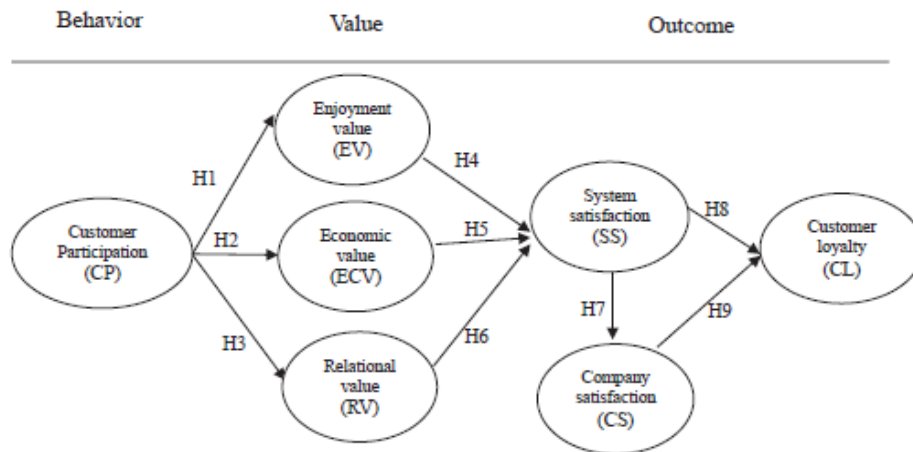 Behavior
Value
Outcome
Enjoyment
value
(EV)
H1
H4
Customer
Participation
(CP)
H2
Economic
value
(ECV)
H5
System
satisfaction
(SS)
H8
Customer
loyalty
(CL)
H3
H6
H7
H9
Relational
value
(RV)
Company
satisfaction
(CS)